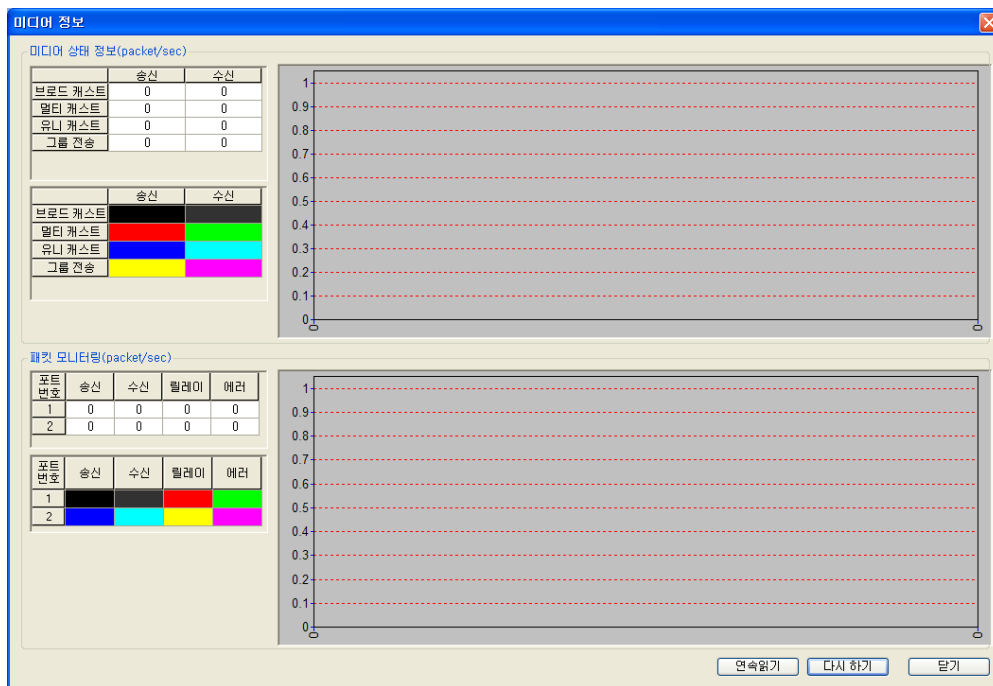 미디어 정보
미디어 상태 정보(packet/sec)
송신 수신
브로드 캐스트 0 0
멀티 캐스트 0 0
유니 캐스트 0 0
그룹 전송 0 0
송신 수신
브로드 캐스트
멀티 캐스트
유니 캐스트
그룹 전송
1
0.9
0.8
0.7
0.6
0.5
0.4
0.3
0.2
0.1
0
0 0
패킷 모니터링(packet/sec)
포트 번호 송신 수신 릴레이 에러
1 0 0 0 0
2 0 0 0 0
포트 번호 송신 수신 릴레이 에러
1
2
1
0.9
0.8
0.7
0.6
0.5
0.4
0.3
0.2
0.1
0
0 0
연속읽기 다시 하기 닫기